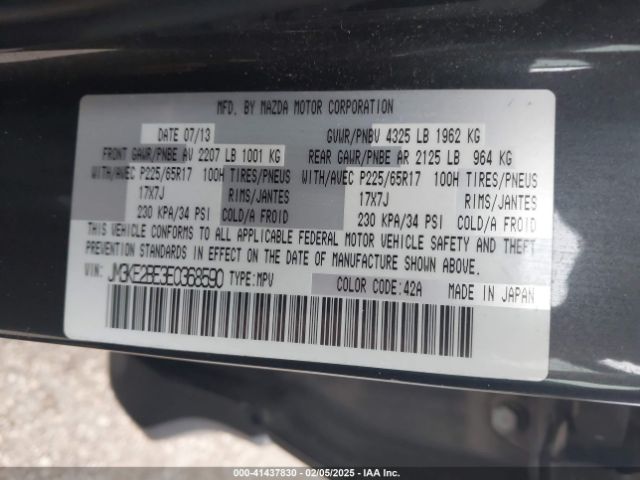 MFD. BY MAZDA MOTOR CORPORATION
DATE 07/13 GVWR/PNBV 4325 LB 1962 KG
FRONT GAWR/PNBE AV 2207 LB 1001 KG REAR GAWR/PNBE AR 2125 LB 964 KG
WITH/AVEC P225/65R17 100H TIRES/PNEUS WITH/AVEC P225/65R17 100H TIRES/PNEUS
17X7J RIMS/JANTES 17X7J RIMS/JANTES
230 KPA/34 PSI COLD/A FROID 230 KPA/34 PSI COLD/A FROID
THIS VEHICLE CONFORMS TO ALL APPLICABLE FEDERAL MOTOR VEHICLE SAFETY AND THEFT
PREVENTION STANDARDS IN EFFECT ON THE DATE OF MANUFACTURE SHOWN ABOVE.
VIN: JM3KE2BE3E0368590 TYPE:MPV COLOR CODE:42A MADE IN JAPAN
000-41437830 - 02/05/2025 - IAA Inc.